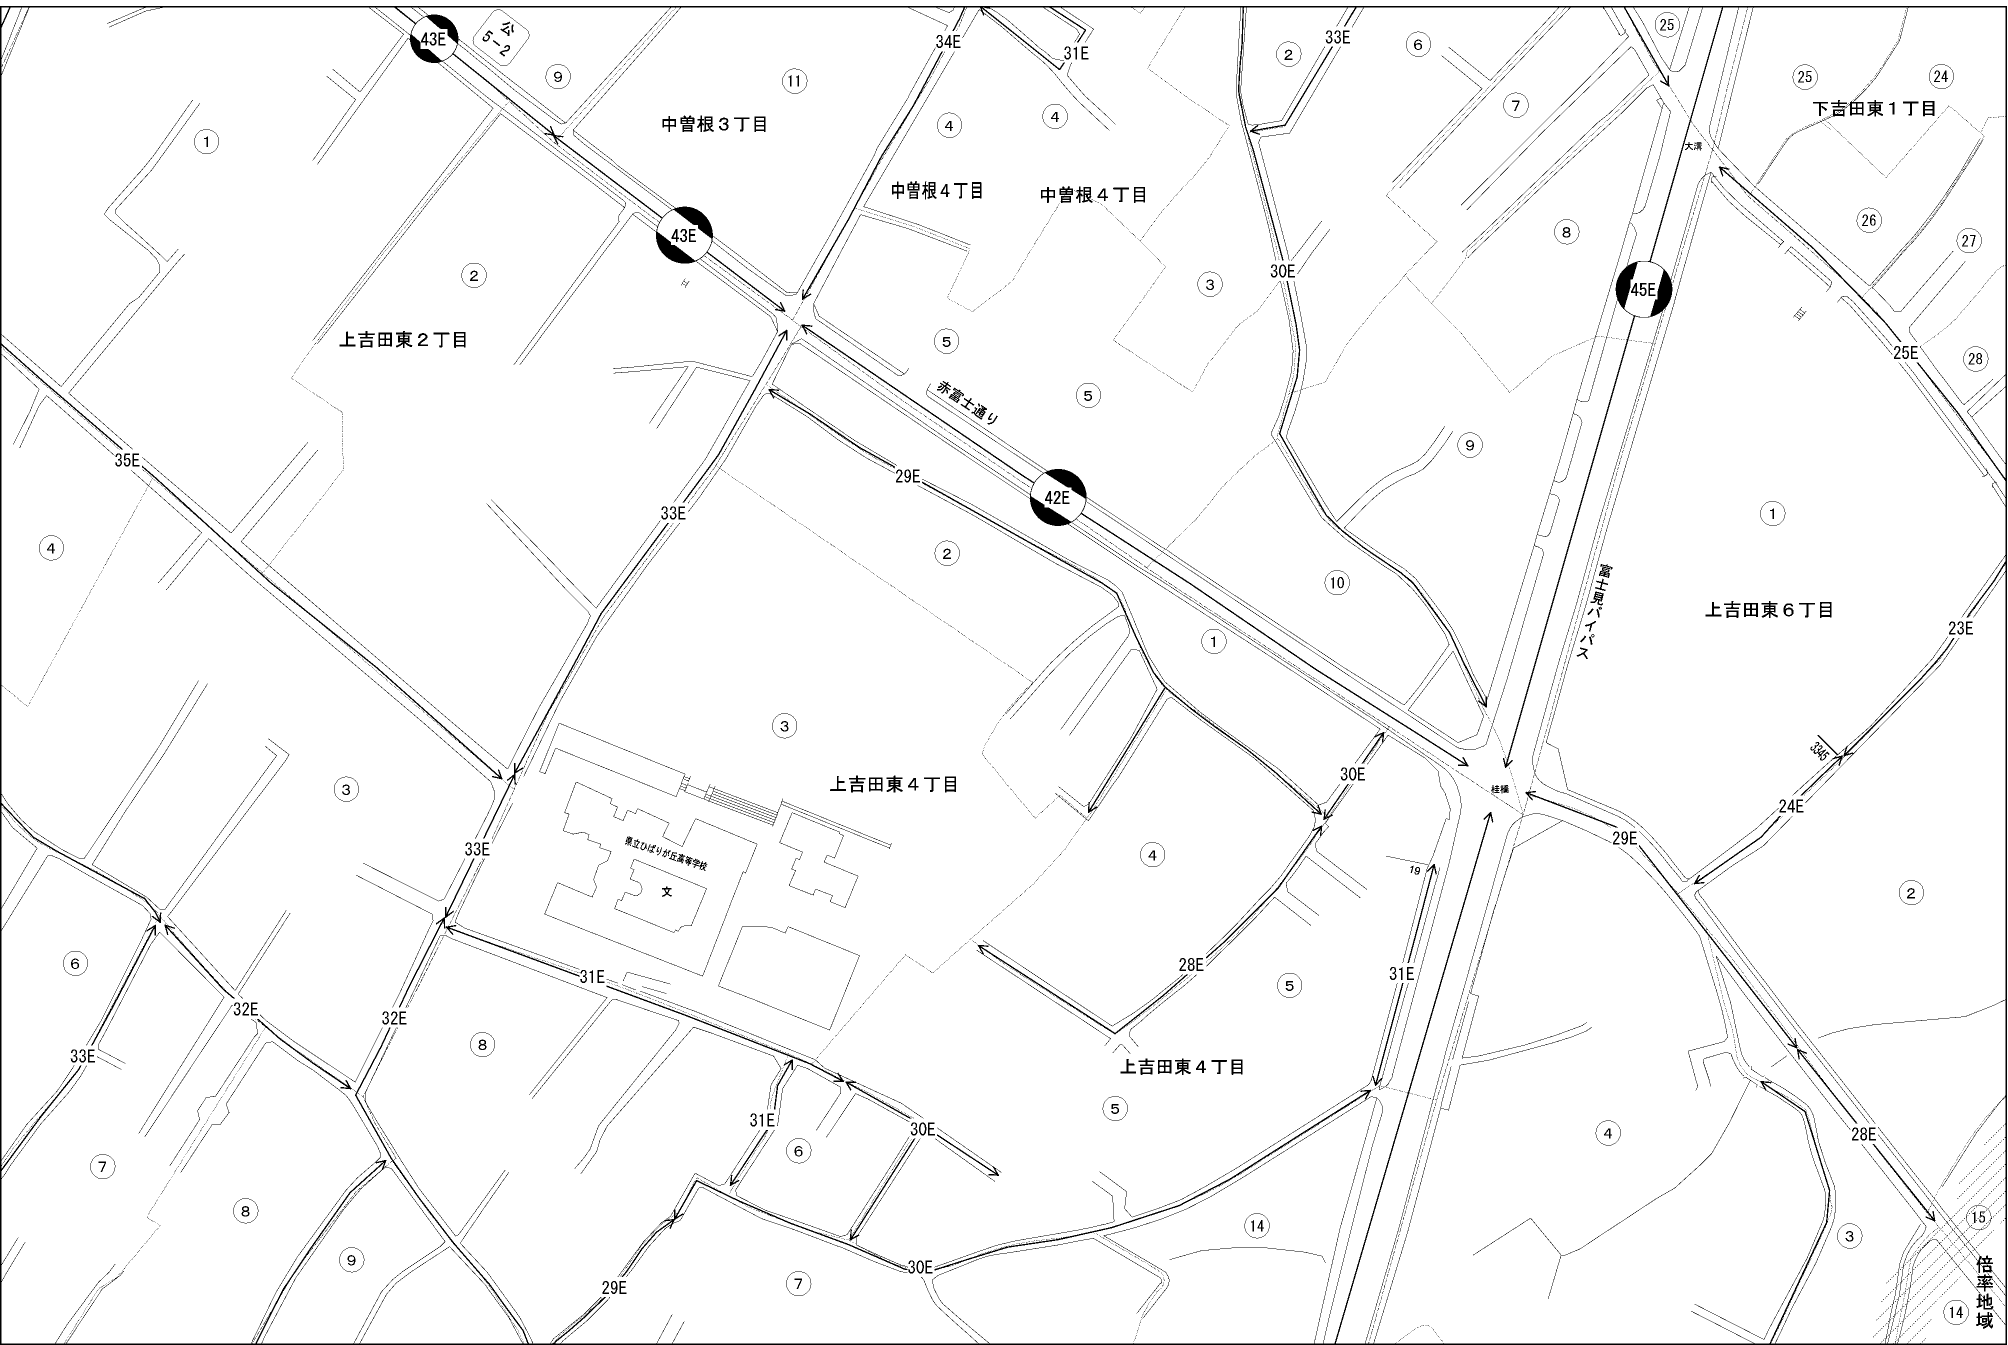 43E
公
5-2
9
34E
31E
2
33E
6
25
11
25
24
7
下吉田東1丁目
1
中曽根3丁目
4
4
大溝
中曽根4丁目
中曽根4丁目
26
43E
8
27
2
30E
3
45E
上吉田東2丁目
5
25E
28
赤富士通り
5
9
35E
29E
42E
33E
1
4
2
10
富士見バイパス
上吉田東6丁目
1
23E
3
3345
上吉田東4丁目
30E
桂橋
3
24E
33E
県立ひばりが丘高等学校
4
29E
19
文
2
6
28E
31E
31E
5
32E
32E
8
33E
上吉田東4丁目
5
31E
30E
4
28E
6
7
8
14
15
3
9
30E
29E
7
倍率地域
14